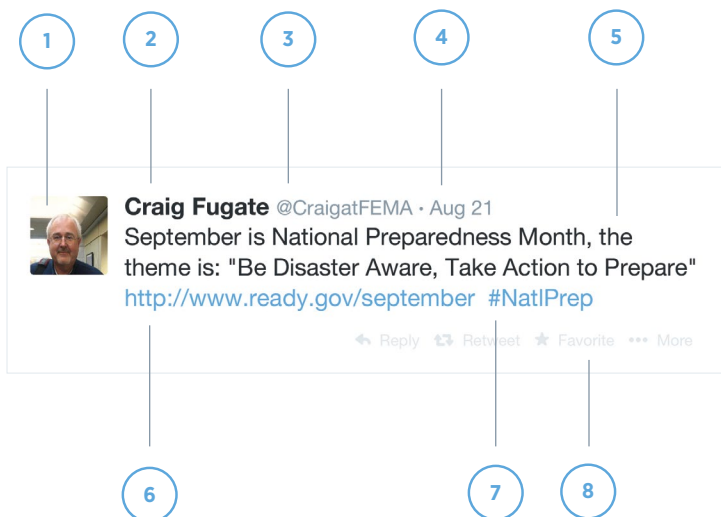 1 2 3 4 5
Craig Fugate @CraigatFEMA · Aug 21
September is National Preparedness Month, the
theme is: "Be Disaster Aware, Take Action to Prepare"
http://www.ready.gov/september #NatlPrep
Reply Retweet Favorite More
6 7 8